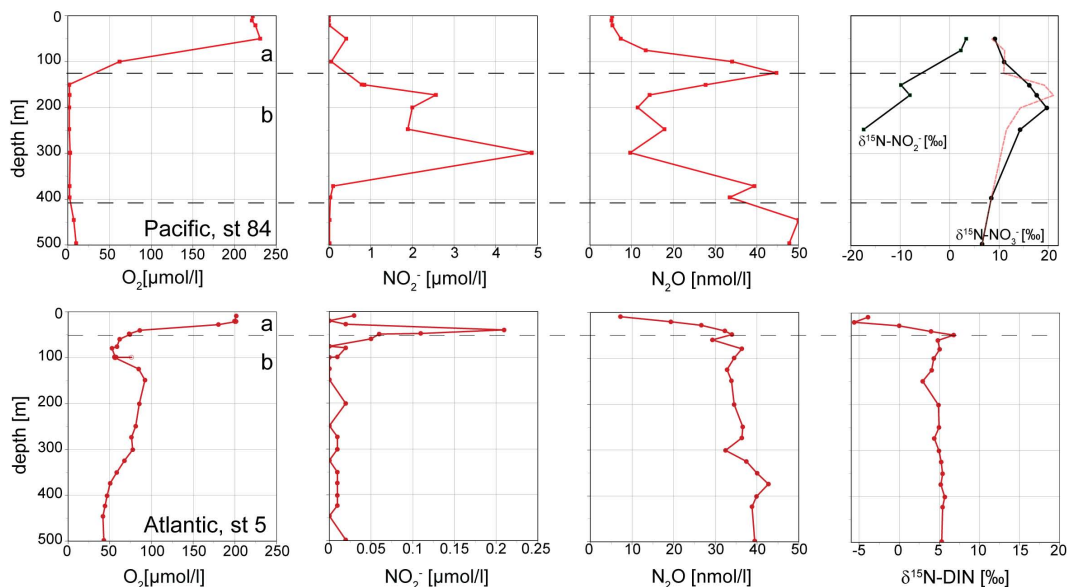 0
100
200
300
400
500
depth [m]
a
b
Pacific, st 84
0 50 100 150 200 250
O₂[µmol/l]
0 1 2 3 4 5
NO₂⁻ [µmol/l]
0 10 20 30 40 50
N₂O [nmol/l]
δ¹⁵N-NO₂⁻[‰]
δ¹⁵N-NO₃⁻[‰]
-20 -10 0 10 20
0
100
200
300
400
500
depth [m]
a
b
Atlantic, st 5
0 50 100 150 200 250
O₂[µmol/l]
0 0.05 0.1 0.15 0.2 0.25
NO₂⁻ [µmol/l]
0 10 20 30 40 50
N₂O [nmol/l]
-5 0 5 10 15 20
δ¹⁵N-DIN [‰]